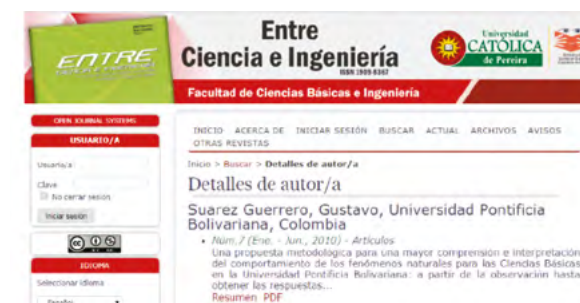 ENTRE
Entre
Ciencia e Ingeniería
ISSN 1909-8367
Universidad
CATÓLICA
de Pereira
Facultad de Ciencias Básicas e Ingeniería
OPEN JOURNAL SYSTEMS
USUARIO/A
Usuario/a
Clave
No cerrar sesión
Iniciar sesión
IDIOMA
Seleccionar idioma
Español
INICIO ACERCA DE INICIAR SESIÓN BUSCAR ACTUAL ARCHIVOS AVISOS
OTRAS REVISTAS
Inicio > Buscar > Detalles de autor/a
Detalles de autor/a
Suarez Guerrero, Gustavo, Universidad Pontificia
Bolivariana, Colombia
• Núm. 7 (Ene. - Jun., 2010) - Artículos
Una propuesta metodológica para una mayor comprensión e interpretación
del comportamiento de los fenómenos naturales para las Ciencias Básicas
en la Universidad Pontificia Bolivariana: a partir de la observación hasta
obtener las respuestas...
Resumen PDF